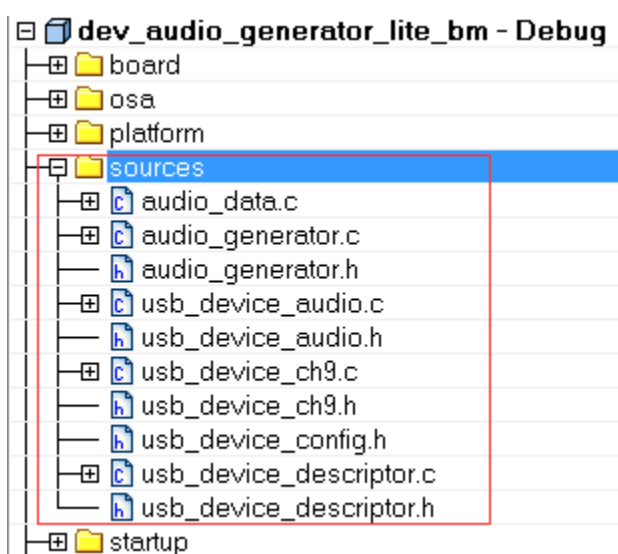 dev_audio_generator_lite_bm - Debug
board
osa
platform
sources
audio_data.c
audio_generator.c
audio_generator.h
usb_device_audio.c
usb_device_audio.h
usb_device_ch9.c
usb_device_ch9.h
usb_device_config.h
usb_device_descriptor.c
usb_device_descriptor.h
startup